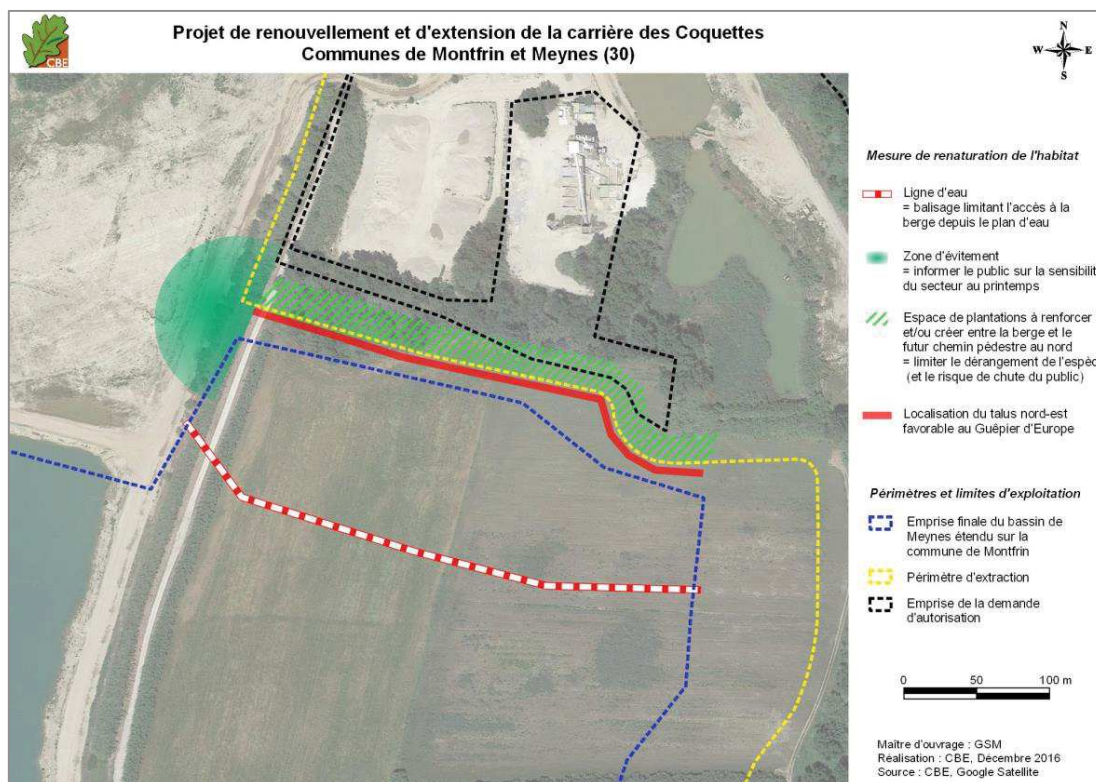 Projet de renouvellement et d'extension de la carrière des Coquettes
Communes de Montfrin et Meynes (30)
CBE
N
W E
S
Mesure de renaturation de l'habitat
Ligne d'eau
= balisage limitant l'accès à la
berge depuis le plan d'eau
Zone d'évitement
= informer le public sur la sensibilit
du secteur au printemps
Espace de plantations à renforcer
et/ou créer entre la berge et le
futur chemin pédestre au nord
= limiter le dérangement de l'espèc
(et le risque de chute du public)
Localisation du talus nord-est
favorable au Guêpier d'Europe
Périmètres et limites d'exploitation
Emprise finale du bassin de
Meynes étendu sur la
commune de Montfrin
Périmètre d'extraction
Emprise de la demande
d'autorisation
0 50 100 m
Maître d'ouvrage : GSM
Réalisation : CBE, Décembre 2016
Source : CBE, Google Satellite